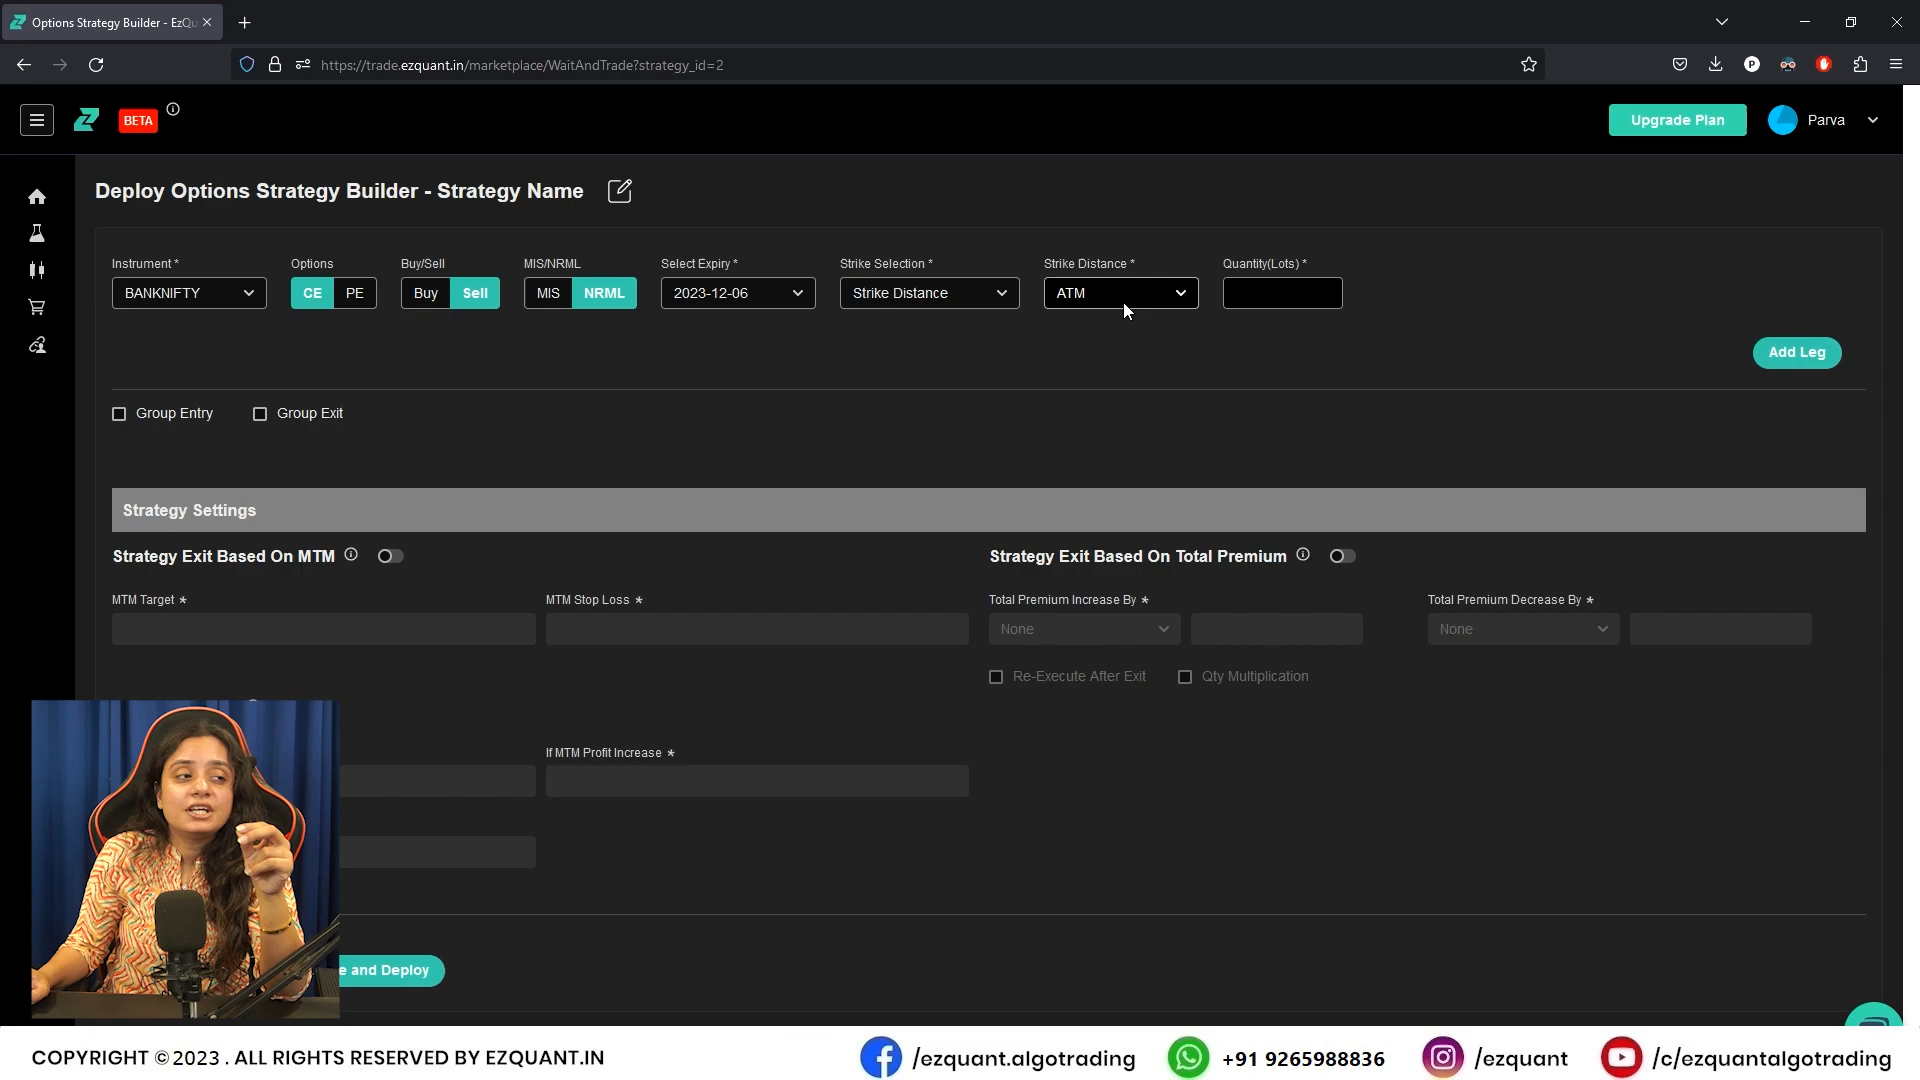 Options Strategy Builder - EzQu
https://trade.ezquant.in/marketplace/WaitAndTrade?strategy_id=2
BETA
Upgrade Plan
Parva
Deploy Options Strategy Builder - Strategy Name
Instrument * Options Buy/Sell MIS/NRML Select Expiry * Strike Selection * Strike Distance * Quantity(Lots) *
BANKNIFTY CE PE Buy Sell MIS NRML 2023-12-06 Strike Distance ATM
Add Leg
Group Entry Group Exit
Strategy Settings
Strategy Exit Based On MTM Strategy Exit Based On Total Premium
MTM Target * MTM Stop Loss * Total Premium Increase By * Total Premium Decrease By *
None None
Re-Execute After Exit Qty Multiplication
If MTM Profit Increase *
e and Deploy
COPYRIGHT ©2023 . ALL RIGHTS RESERVED BY EZQUANT.IN /ezquant.algotrading +91 9265988836 /ezquant /c/ezquantalgotrading